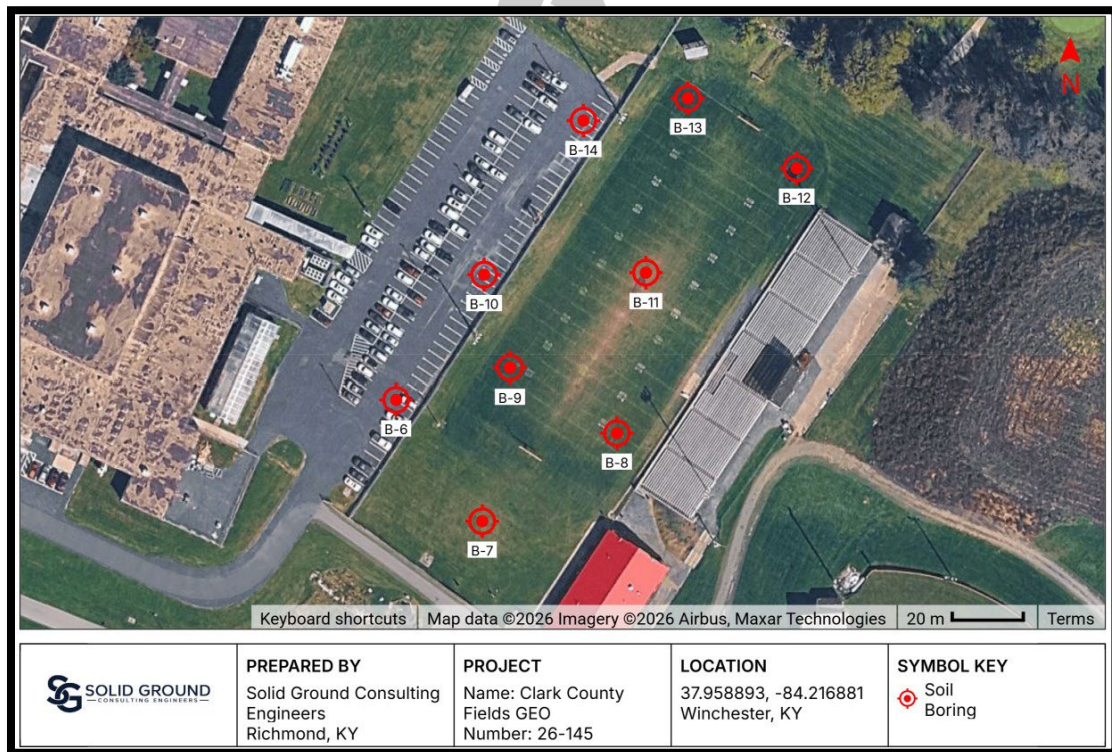 N
B-13
B-14
B-12
B-10
B-11
B-9
B-6
B-8
B-7
Keyboard shortcuts
Map data ©2026 Imagery ©2026 Airbus, Maxar Technologies
20 m
Terms
SG SOLID GROUND
CONSULTING ENGINEERS
PREPARED BY
Solid Ground Consulting
Engineers
Richmond, KY
PROJECT
Name: Clark County
Fields GEO
Number: 26-145
LOCATION
37.958893, -84.216881
Winchester, KY
SYMBOL KEY
Soil
Boring